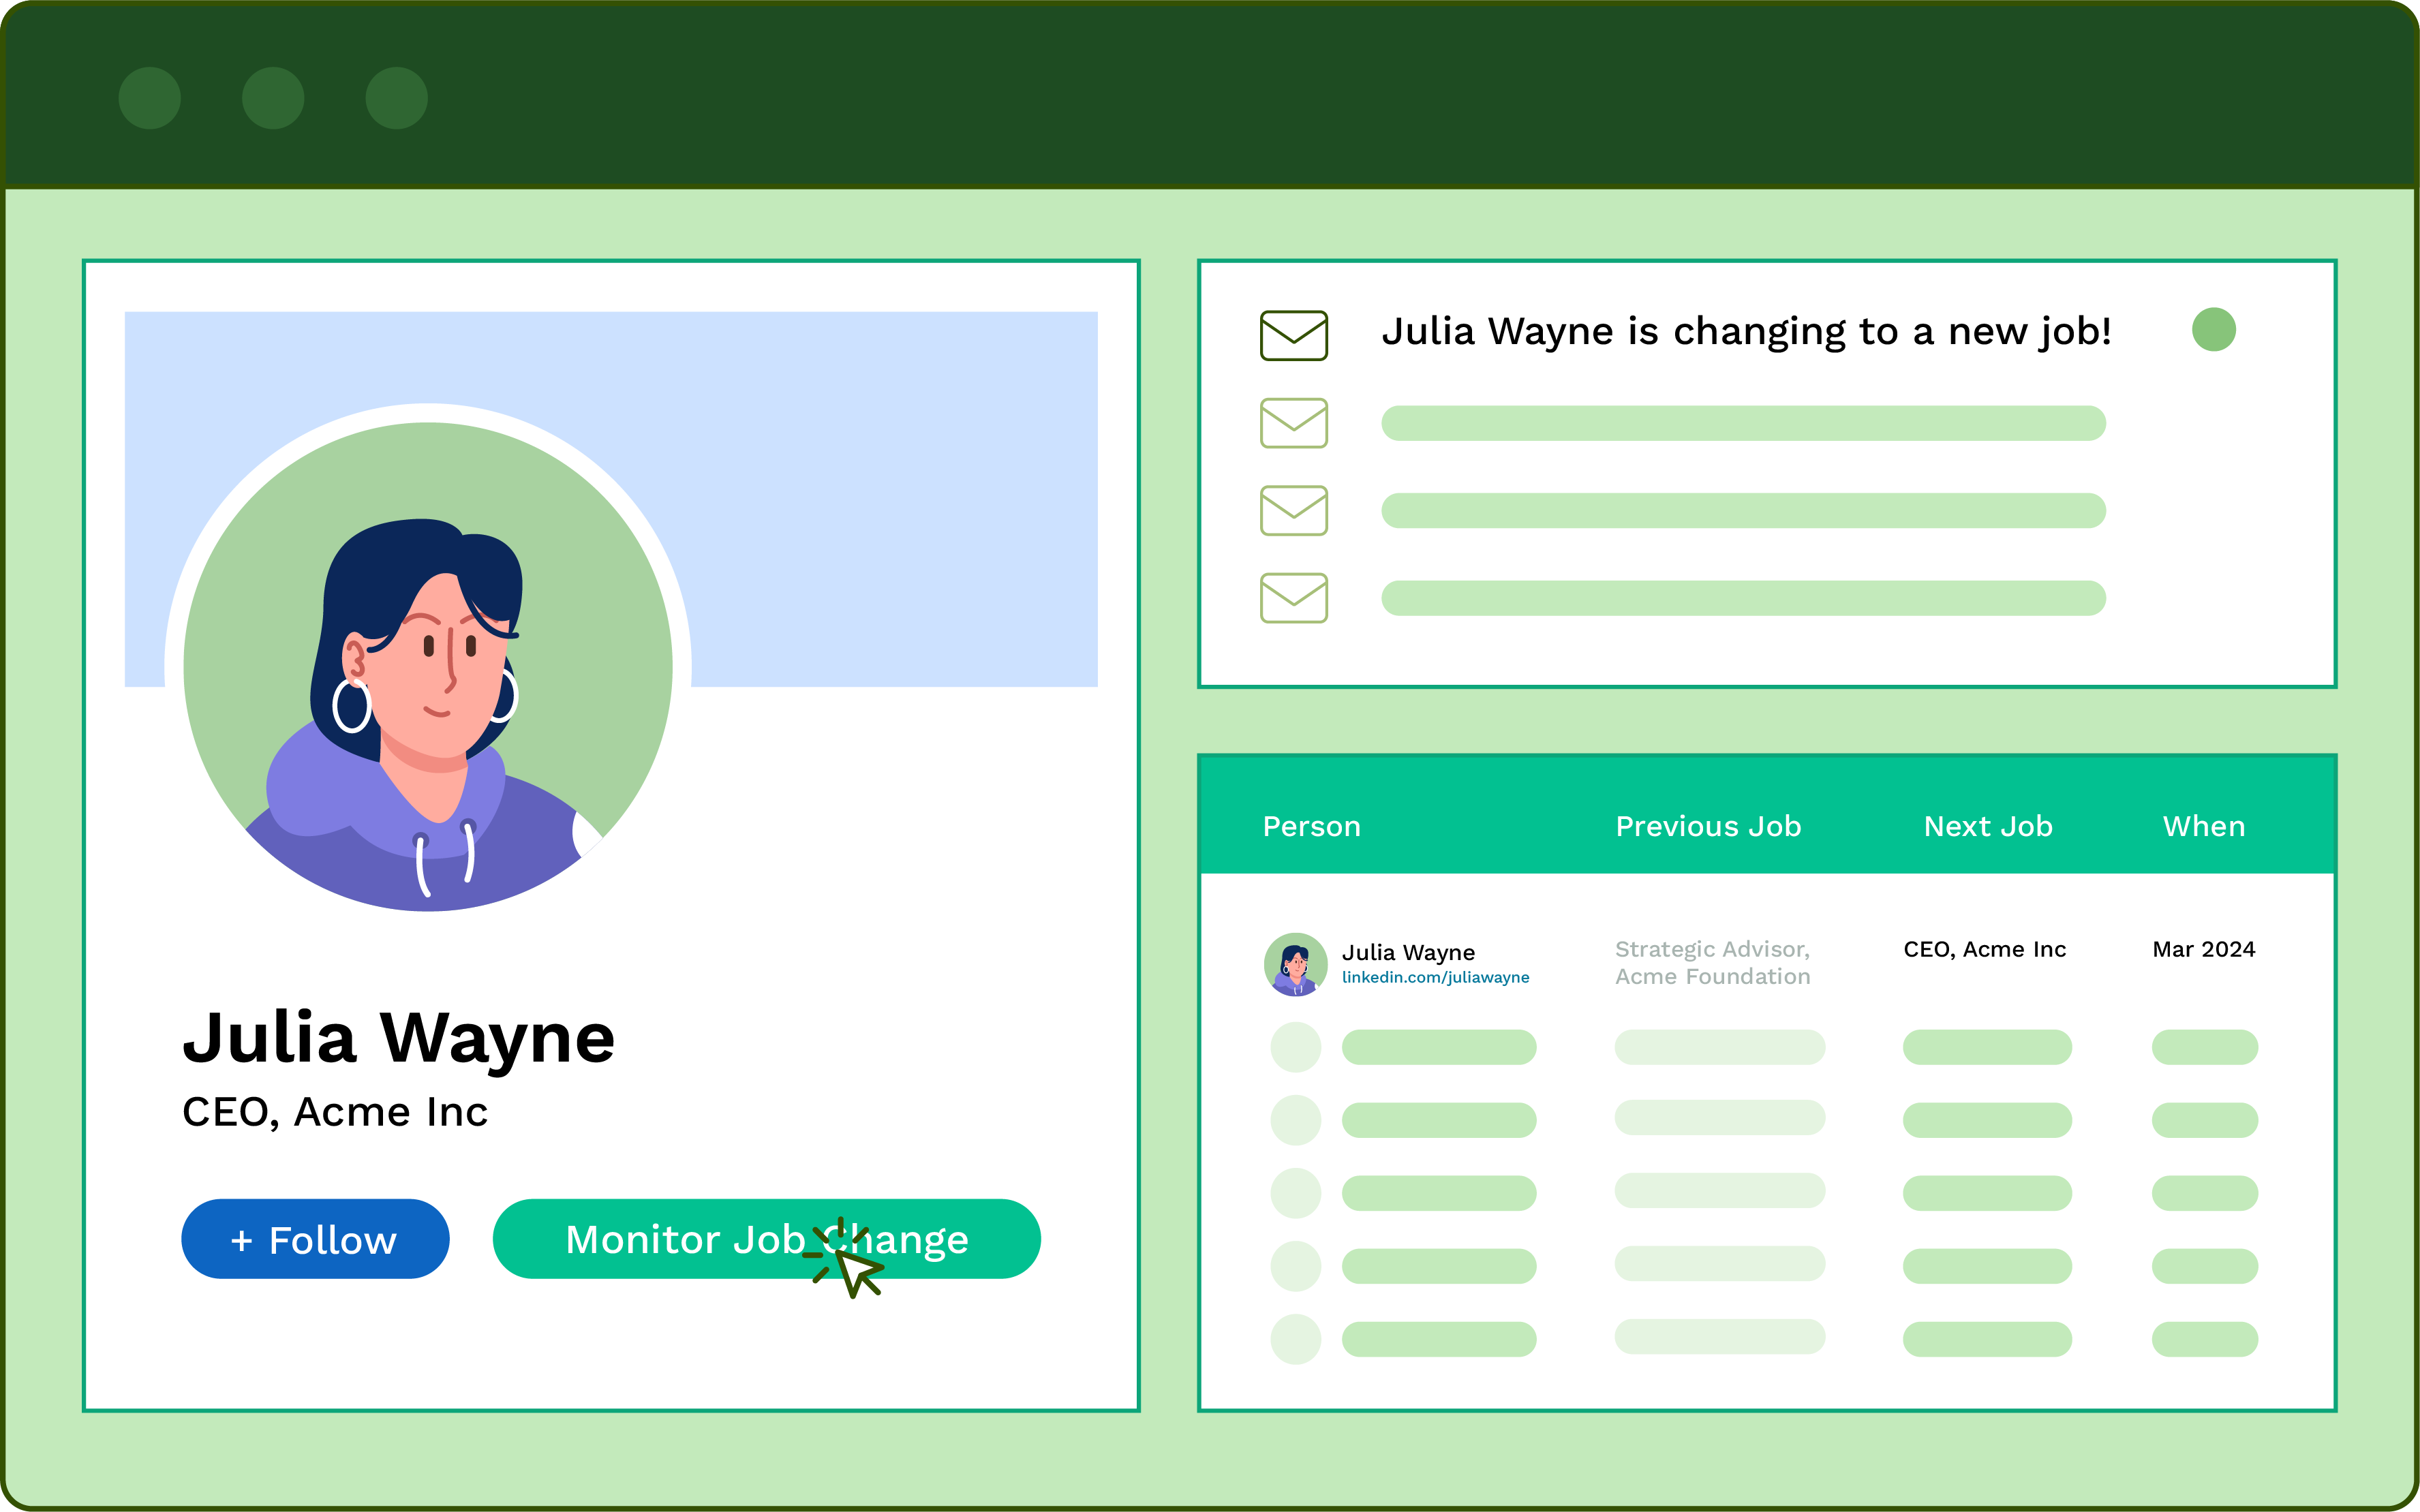 Julia Wayne
CEO, Acme Inc
+ Follow
Monitor Job Change
Julia Wayne is changing to a new job!
Person Previous Job Next Job When
Julia Wayne
linkedin.com/juliawayne
Strategic Advisor,
Acme Foundation
CEO, Acme Inc
Mar 2024